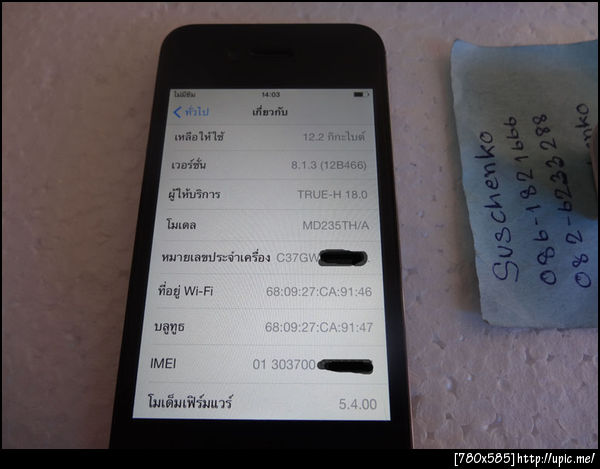 ไม่มีซิม 14:03
ทั่วไป เกี่ยวกับ
เหลือให้ใช้ 12.2 กิกะไบต์
เวอร์ชั่น 8.1.3 (12B466)
ผู้ให้บริการ TRUE-H 18.0
โมเดล MD235TH/A
หมายเลขประจำเครื่อง C37GW
ที่อยู่ Wi-Fi 68:09:27:CA:91:46
บลูทูธ 68:09:27:CA:91:47
IMEI 01 303700
โมเด็มเฟิร์มแวร์ 5.4.00
Suschenko
086-1821666
082-6233288
[780x585]http://upic.me/